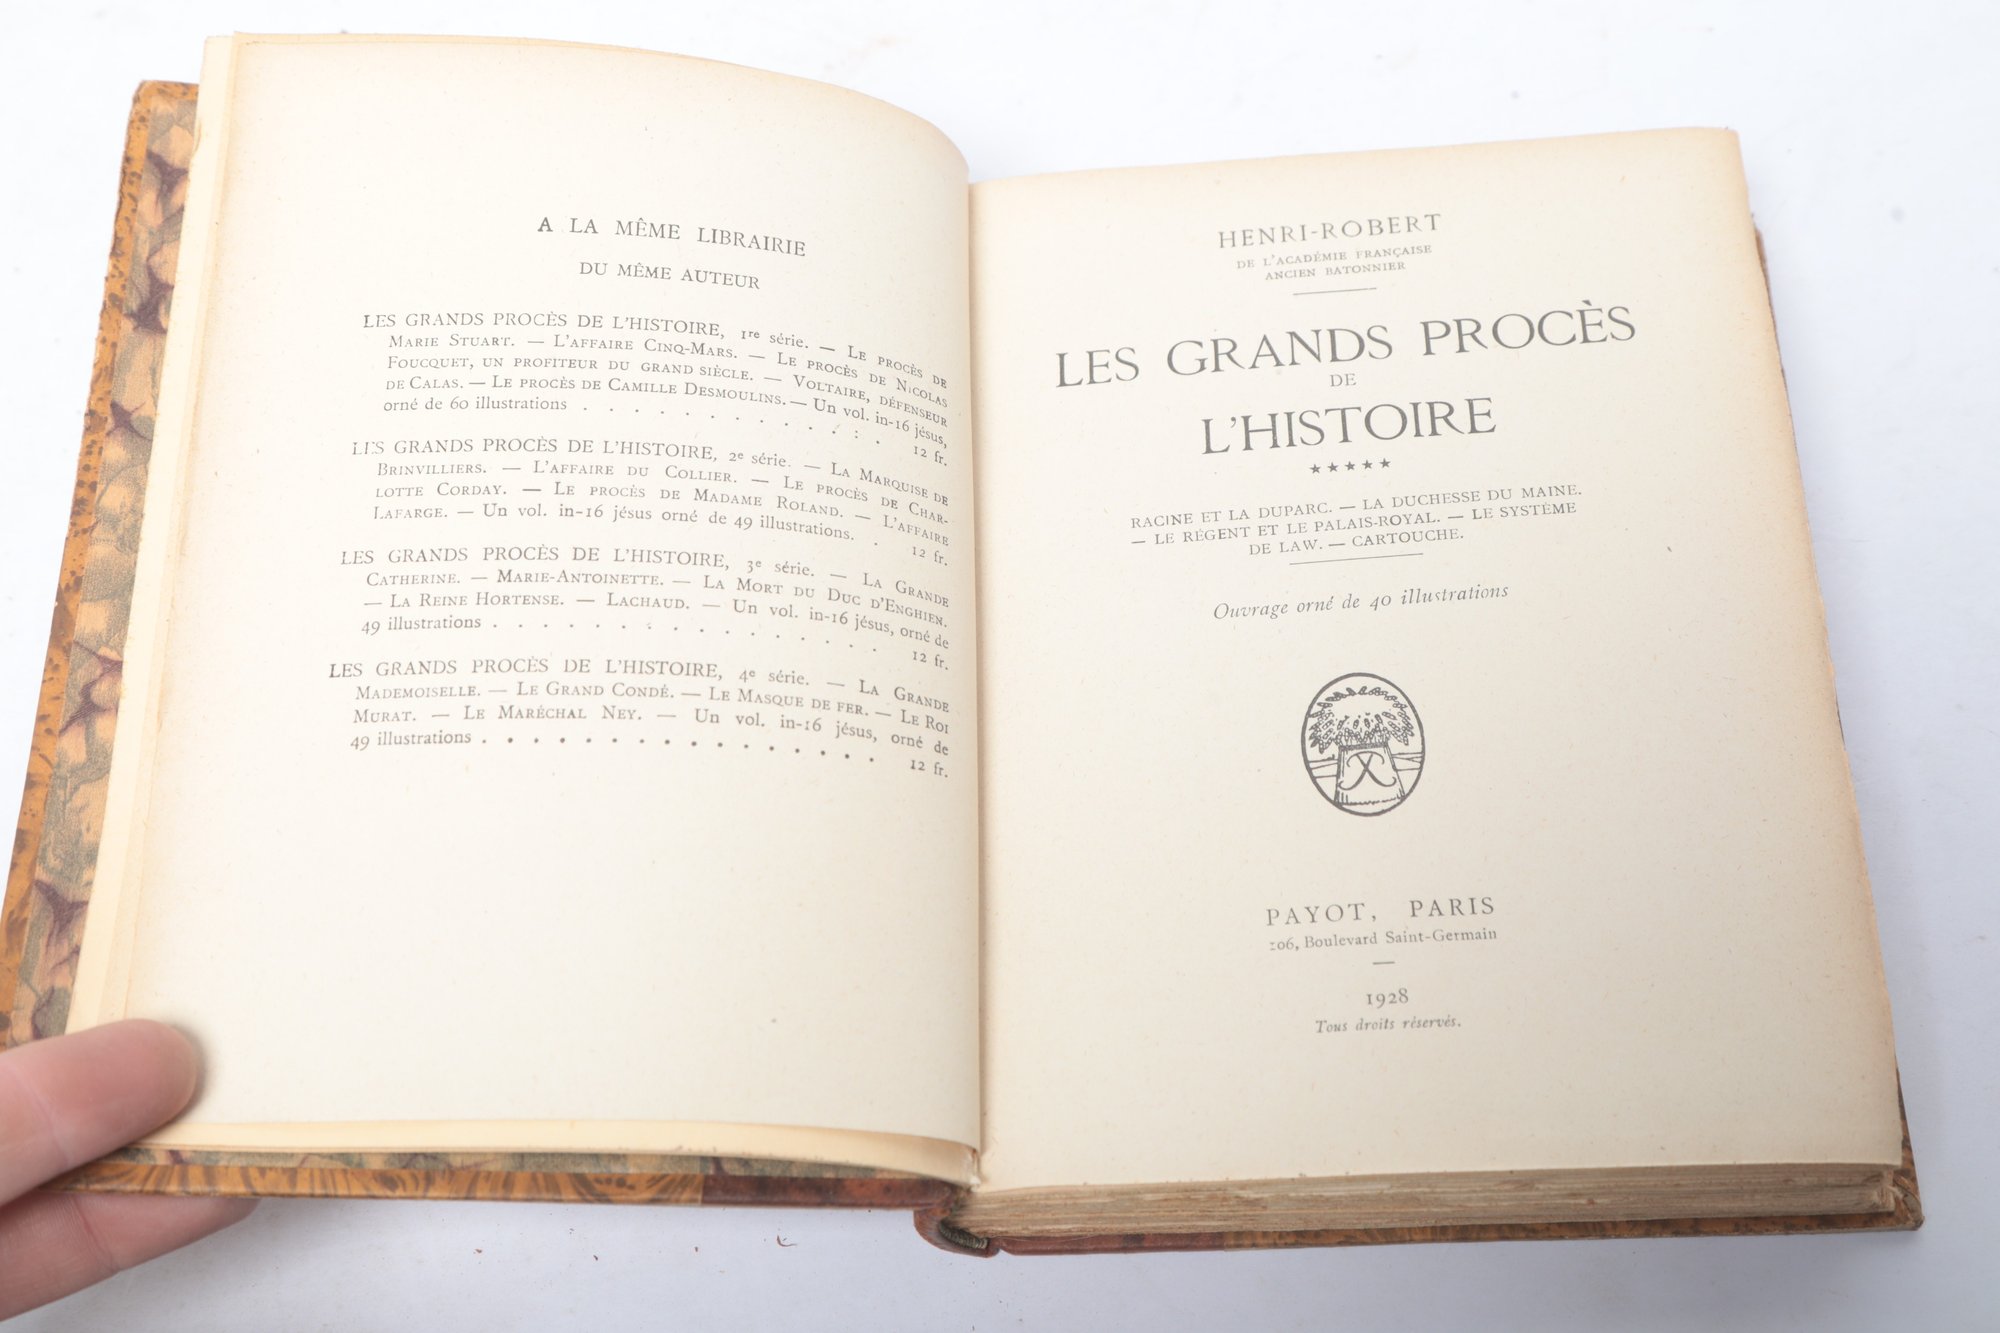 A LA MÊME LIBRAIRIE
DU MÊME AUTEUR
LES GRANDS PROCÈS DE L'HISTOIRE, 1re série. — LE PROCÈS DE
MARIE STUART. — L'AFFAIRE CINQ-MARS. — LE PROCÈS DE NICOLAS
FOUCQUET, UN PROFITEUR DU GRAND SIÈCLE. — VOLTAIRE, DÉFENSEUR
DE CALAS. — LE PROCÈS DE CAMILLE DESMOULINS. — Un vol. in-16 jésus,
orné de 60 illustrations . . . . . . . . . . . . : . 12 fr.
LES GRANDS PROCÈS DE L'HISTOIRE, 2e série. — LA MARQUISE DE
BRINVILLIERS. — L'AFFAIRE DU COLLIER. — LE PROCÈS DE CHAR-
LOTTE CORDAY. — LE PROCÈS DE MADAME ROLAND. — L'AFFAIRE
LAFARGE. — Un vol. in-16 jésus orné de 49 illustrations. . 12 fr.
LES GRANDS PROCÈS DE L'HISTOIRE, 3e série. — LA GRANDE
CATHERINE. — MARIE-ANTOINETTE. — LA MORT DU DUC D'ENGHIEN.
— LA REINE HORTENSE. — LACHAUD. — Un vol. in-16 jésus, orné de
49 illustrations . . . . . . . . . . . . . . . . 12 fr.
LES GRANDS PROCÈS DE L'HISTOIRE, 4e série. — LA GRANDE
MADEMOISELLE. — LE GRAND CONDÉ. — LE MASQUE DE FER. — LE ROI
MURAT. — LE MARÉCHAL NEY. — Un vol. in-16 jésus, orné de
49 illustrations . . . . . . . . . . . . . . . . 12 fr.
HENRI-ROBERT
DE L'ACADÉMIE FRANÇAISE
ANCIEN BATONNIER
LES GRANDS PROCÈS
DE
L'HISTOIRE
★★★★★
RACINE ET LA DUPARC. — LA DUCHESSE DU MAINE.
— LE RÉGENT ET LE PALAIS-ROYAL. — LE SYSTÈME
DE LAW. — CARTOUCHE.
Ouvrage orné de 40 illustrations
PAYOT, PARIS
106, Boulevard Saint-Germain
1928
Tous droits réservés.